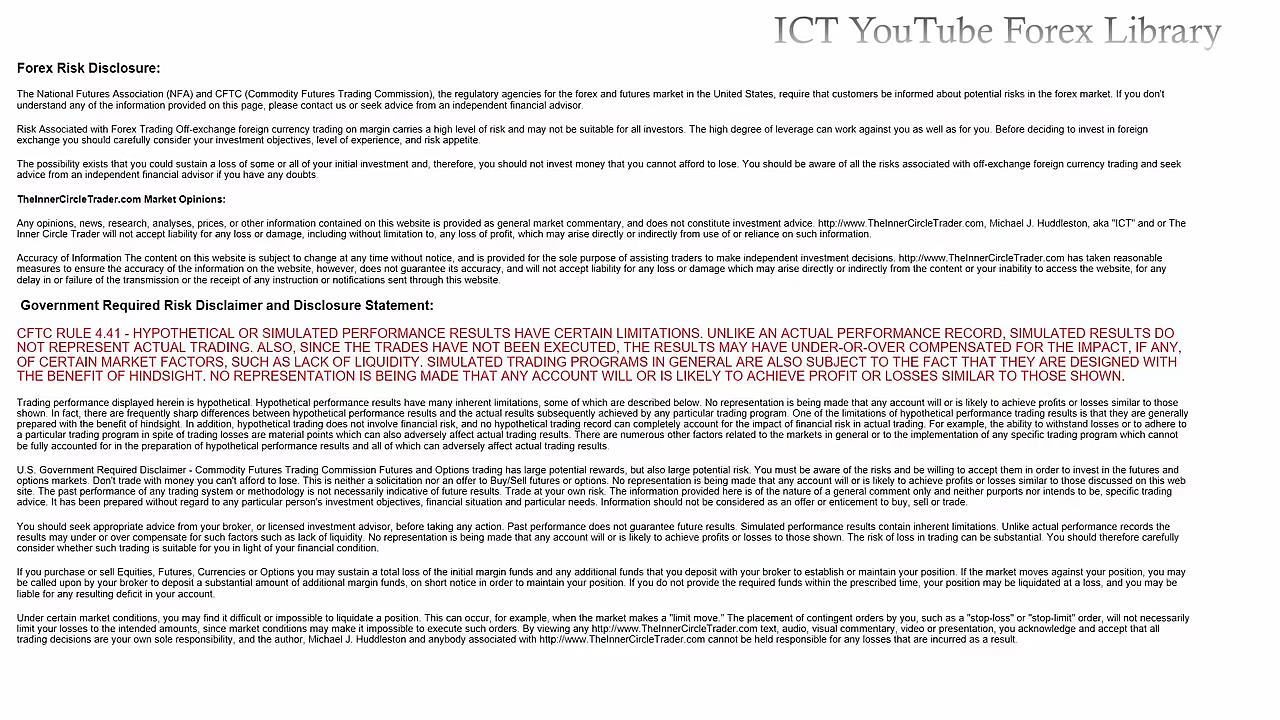 ICT YouTube Forex Library
Forex Risk Disclosure:
The National Futures Association (NFA) and CFTC (Commodity Futures Trading Commission), the regulatory agencies for the forex and futures market in the United States, require that customers be informed about potential risks in the forex market. If you don't
understand any of the information provided on this page, please contact us or seek advice from an independent financial advisor.
Risk Associated with Forex Trading Off-exchange foreign currency trading on margin carries a high level of risk and may not be suitable for all investors. The high degree of leverage can work against you as well as for you. Before deciding to invest in foreign
exchange you should carefully consider your investment objectives, level of experience, and risk appetite.
The possibility exists that you could sustain a loss of some or all of your initial investment and, therefore, you should not invest money that you cannot afford to lose. You should be aware of all the risks associated with off-exchange foreign currency trading and seek
advice from an independent financial advisor if you have any doubts.
TheInnerCircleTrader.com Market Opinions:
Any opinions, news, research, analyses, prices, or other information contained on this website is provided as general market commentary, and does not constitute investment advice. http://www.TheInnerCircleTrader.com, Michael J. Huddleston, aka "ICT" and or The
Inner Circle Trader will not accept liability for any loss or damage, including without limitation to, any loss of profit, which may arise directly or indirectly from use of or reliance on such information.
Accuracy of Information The content on this website is subject to change at any time without notice, and is provided for the sole purpose of assisting traders to make independent investment decisions. http://www.TheInnerCircleTrader.com has taken reasonable
measures to ensure the accuracy of the information on the website, however, does not guarantee its accuracy, and will not accept liability for any loss or damage which may arise directly or indirectly from the content or your inability to access the website, for any
delay in or failure of the transmission or the receipt of any instruction or notifications sent through this website.
Government Required Risk Disclaimer and Disclosure Statement:
CFTC RULE 4.41 - HYPOTHETICAL OR SIMULATED PERFORMANCE RESULTS HAVE CERTAIN LIMITATIONS. UNLIKE AN ACTUAL PERFORMANCE RECORD, SIMULATED RESULTS DO
NOT REPRESENT ACTUAL TRADING. ALSO, SINCE THE TRADES HAVE NOT BEEN EXECUTED, THE RESULTS MAY HAVE UNDER-OR-OVER COMPENSATED FOR THE IMPACT, IF ANY,
OF CERTAIN MARKET FACTORS, SUCH AS LACK OF LIQUIDITY. SIMULATED TRADING PROGRAMS IN GENERAL ARE ALSO SUBJECT TO THE FACT THAT THEY ARE DESIGNED WITH
THE BENEFIT OF HINDSIGHT. NO REPRESENTATION IS BEING MADE THAT ANY ACCOUNT WILL OR IS LIKELY TO ACHIEVE PROFIT OR LOSSES SIMILAR TO THOSE SHOWN.
Trading performance displayed herein is hypothetical. Hypothetical performance results have many inherent limitations, some of which are described below. No representation is being made that any account will or is likely to achieve profits or losses similar to those
shown. In fact, there are frequently sharp differences between hypothetical performance results and the actual results subsequently achieved by any particular trading program. One of the limitations of hypothetical performance trading results is that they are generally
prepared with the benefit of hindsight. In addition, hypothetical trading does not involve financial risk, and no hypothetical trading record can completely account for the impact of financial risk in actual trading. For example, the ability to withstand losses or to adhere to
a particular trading program in spite of trading losses are material points which can also adversely affect actual trading results. There are numerous other factors related to the markets in general or to the implementation of any specific trading program which cannot
be fully accounted for in the preparation of hypothetical performance results and all of which can adversely affect actual trading results.
U.S. Government Required Disclaimer - Commodity Futures Trading Commission Futures and Options trading has large potential rewards, but also large potential risk. You must be aware of the risks and be willing to accept them in order to invest in the futures and
options markets. Don't trade with money you can't afford to lose. This is neither a solicitation nor an offer to Buy/Sell futures or options. No representation is being made that any account will or is likely to achieve profits or losses similar to those discussed on this web
site. The past performance of any trading system or methodology is not necessarily indicative of future results. Trade at your own risk. The information provided here is of the nature of a general comment only and neither purports nor intends to be, specific trading
advice. It has been prepared without regard to any particular person's investment objectives, financial situation and particular needs. Information should not be considered as an offer or enticement to buy, sell or trade.
You should seek appropriate advice from your broker, or licensed investment advisor, before taking any action. Past performance does not guarantee future results. Simulated performance results contain inherent limitations. Unlike actual performance records the
results may under or over compensate for such factors such as lack of liquidity. No representation is being made that any account will or is likely to achieve profits or losses to those shown. The risk of loss in trading can be substantial. You should therefore carefully
consider whether such trading is suitable for you in light of your financial condition.
If you purchase or sell Equities, Futures, Currencies or Options you may sustain a total loss of the initial margin funds and any additional funds that you deposit with your broker to establish or maintain your position. If the market moves against your position, you may
be called upon by your broker to deposit a substantial amount of additional margin funds, on short notice in order to maintain your position. If you do not provide the required funds within the prescribed time, your position may be liquidated at a loss, and you may be
liable for any resulting deficit in your account.
Under certain market conditions, you may find it difficult or impossible to liquidate a position. This can occur, for example, when the market makes a "limit move." The placement of contingent orders by you, such as a "stop-loss" or "stop-limit" order, will not necessarily
limit your losses to the intended amounts, since market conditions may make it impossible to execute such orders. By viewing any http://www.TheInnerCircleTrader.com text, audio, visual commentary, video or presentation, you acknowledge and accept that all
trading decisions are your own sole responsibility, and the author, Michael J. Huddleston and anybody associated with http://www.TheInnerCircleTrader.com cannot be held responsible for any losses that are incurred as a result.